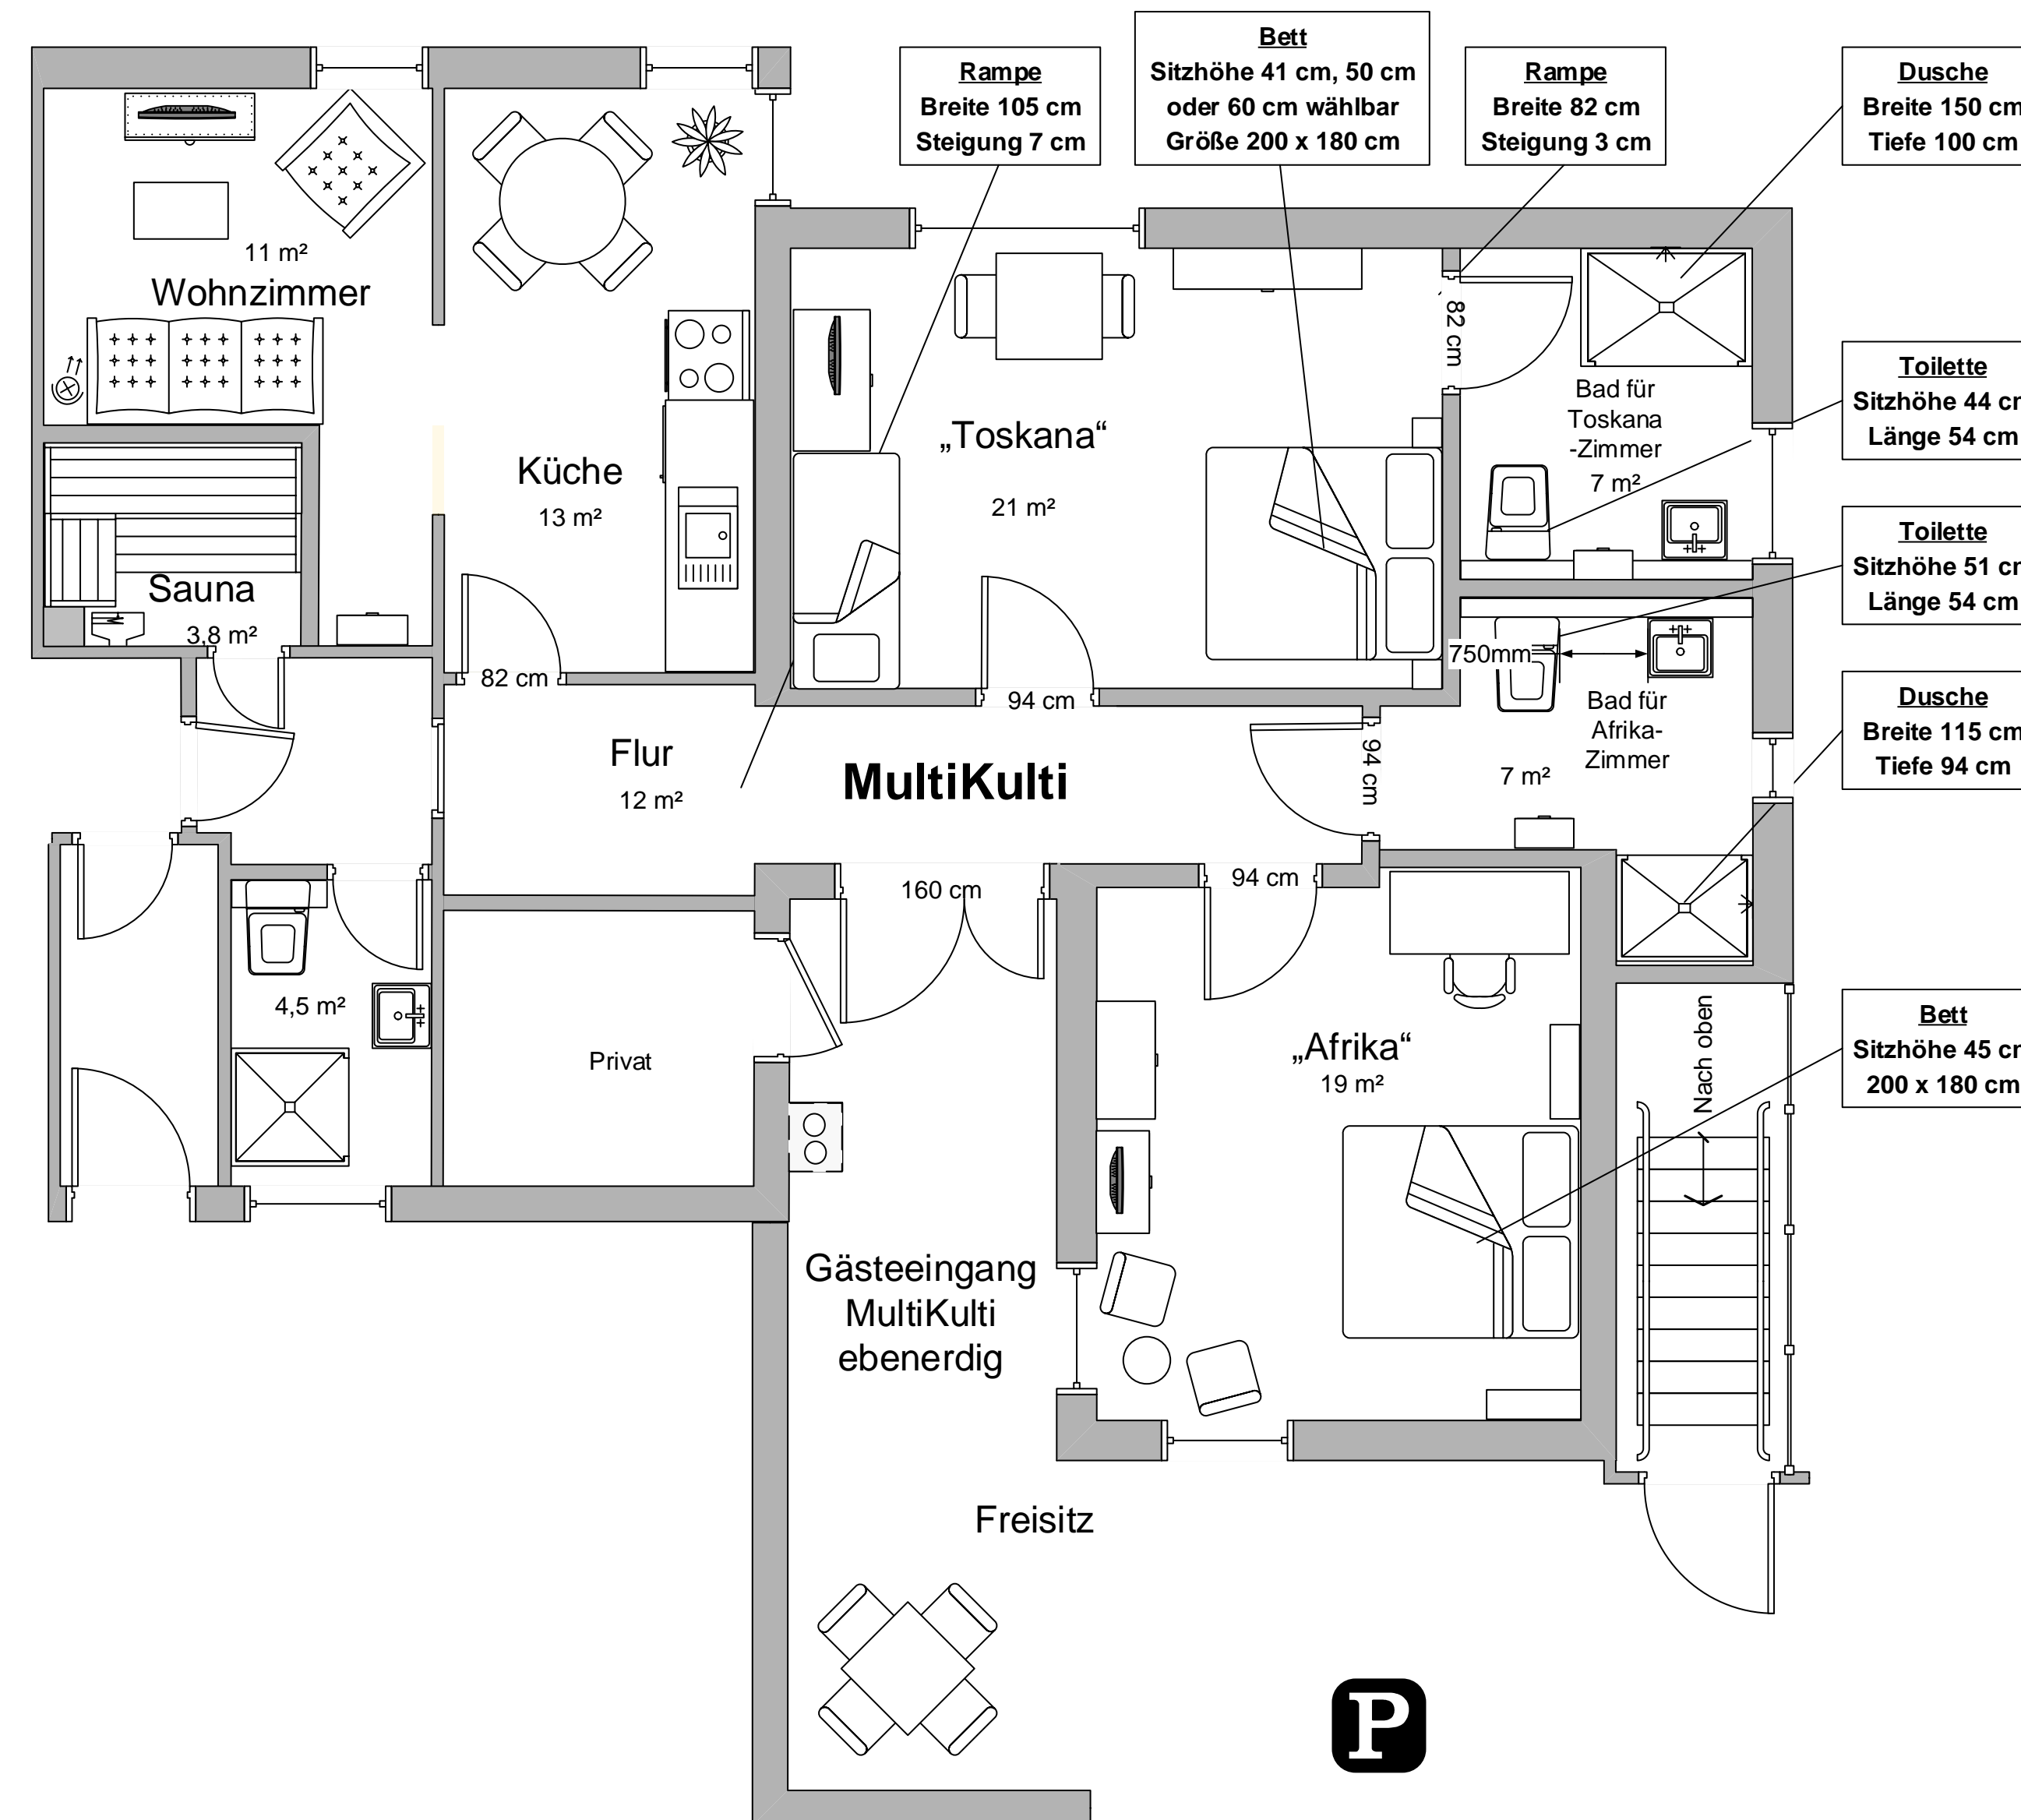 Rampe
Breite 105 cm
Steigung 7 cm
Bett
Sitzhöhe 41 cm, 50 cm
oder 60 cm wählbar
Größe 200 x 180 cm
Rampe
Breite 82 cm
Steigung 3 cm
Dusche
Breite 150 cm
Tiefe 100 cm
11 m²
Wohnzimmer
82 cm
Toilette
Sitzhöhe 44 cm
Länge 54 cm
Bad für
Toskana
-Zimmer
7 m²
„Toskana“
21 m²
Küche
13 m²
Toilette
Sitzhöhe 51 cm
Länge 54 cm
Sauna
3,8 m²
750mm
82 cm
94 cm
Bad für
Afrika-
Zimmer
7 m²
Dusche
Breite 115 cm
Tiefe 94 cm
Flur
12 m²
MultiKulti
94 cm
160 cm
94 cm
4,5 m²
Privat
„Afrika“
19 m²
Nach oben
Bett
Sitzhöhe 45 cm
200 x 180 cm
Gästeeingang
MultiKulti
ebenerdig
Freisitz
P